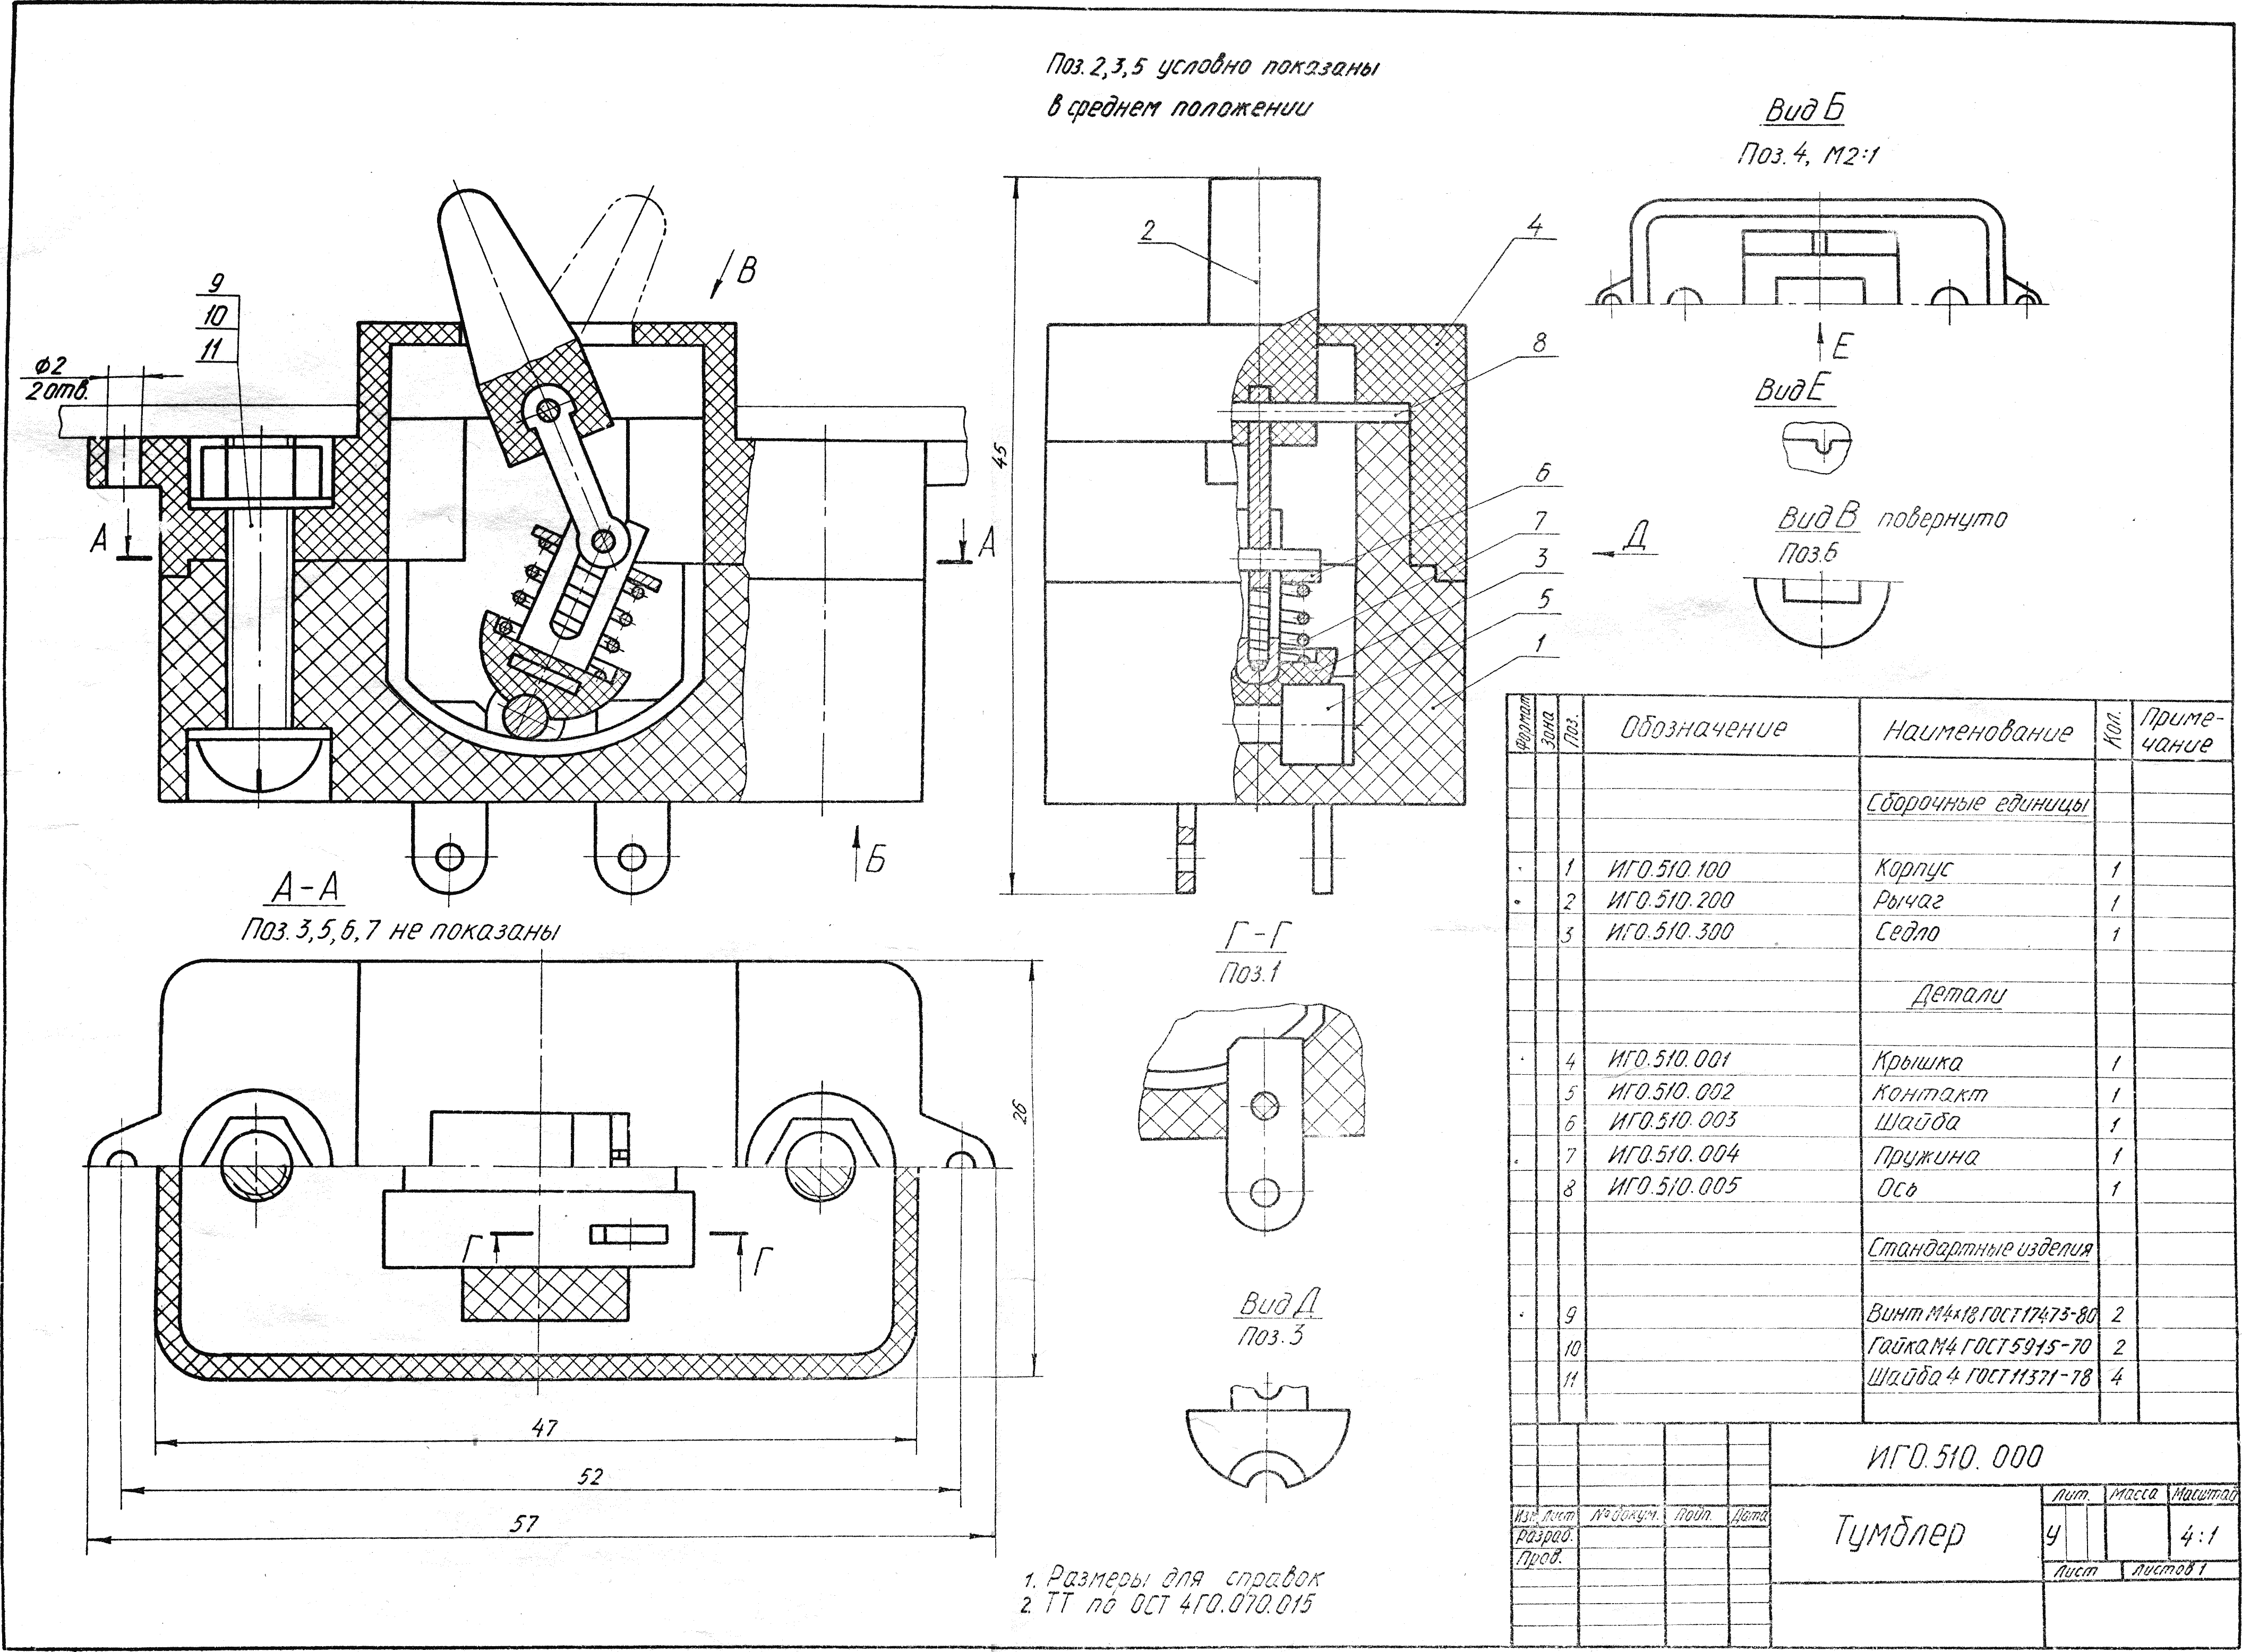 Поз. 2,3,5 условно показаны
в среднем положении
Вид Б
Поз. 4, М2:1
В
9
10
11
Ф2
2 отв.
А
А
Б
45
2
4
8
6
7
3
5
1
Д
Е
Вид Е
Вид В повернуто
Поз.6
А-А
Поз. 3,5,6,7 не показаны
Г
Г
26
47
52
57
Г-Г
Поз.1
Вид Д
Поз.3
1. Размеры для справок
2. ТТ по ОСТ 4Г0.070.015
Формат Зона Поз. Обозначение Наименование Кол. Приме-
чание
Сборочные единицы
1 ИГО.510.100 Корпус 1
2 ИГО.510.200 Рычаг 1
3 ИГО.510.300 Седло 1
Детали
4 ИГО.510.001 Крышка 1
5 ИГО.510.002 Контакт 1
6 ИГО.510.003 Шайба 1
7 ИГО.510.004 Пружина 1
8 ИГО.510.005 Ось 1
Стандартные изделия
9 Винт М4×18 ГОСТ 17473-80 2
10 Гайка М4 ГОСТ 5915-70 2
11 Шайба 4 ГОСТ 11371-78 4
ИГО.510.000
Изм. Лист № докум. Подп. Дата
Разраб.
Пров.
Тумблер
Лит. Масса Масштаб
У 4:1
Лист Листов 1